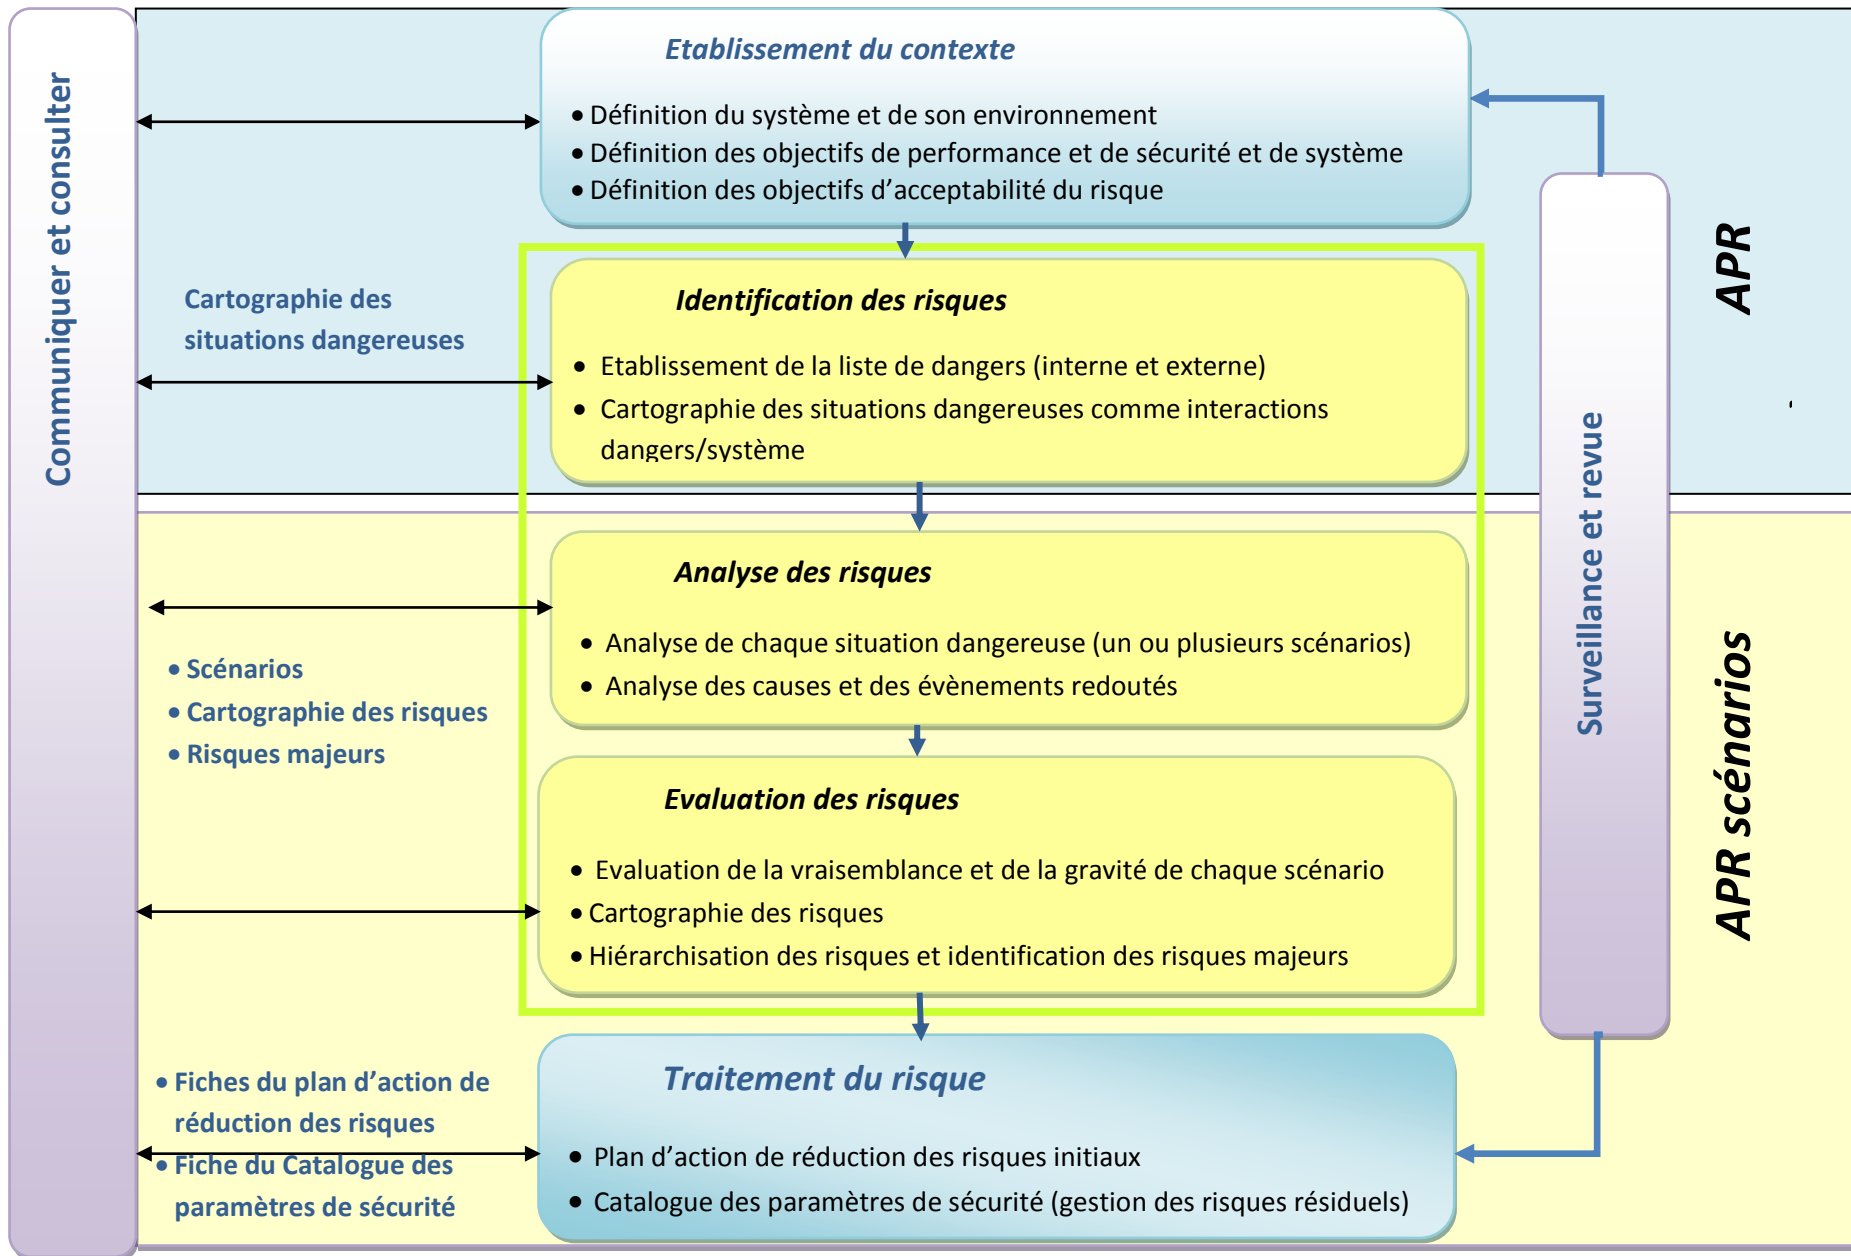 Communiquer et consulter
Etablissement du contexte
• Définition du système et de son environnement
• Définition des objectifs de performance et de sécurité et de système
• Définition des objectifs d’acceptabilité du risque
Cartographie des
situations dangereuses
Identification des risques
• Etablissement de la liste de dangers (interne et externe)
• Cartographie des situations dangereuses comme interactions
dangers/système
APR
Surveillance et revue
Analyse des risques
• Analyse de chaque situation dangereuse (un ou plusieurs scénarios)
• Analyse des causes et des évènements redoutés
• Scénarios
• Cartographie des risques
• Risques majeurs
Evaluation des risques
• Evaluation de la vraisemblance et de la gravité de chaque scénario
• Cartographie des risques
• Hiérarchisation des risques et identification des risques majeurs
APR scénarios
• Fiches du plan d’action de
réduction des risques
• Fiche du Catalogue des
paramètres de sécurité
Traitement du risque
• Plan d’action de réduction des risques initiaux
• Catalogue des paramètres de sécurité (gestion des risques résiduels)